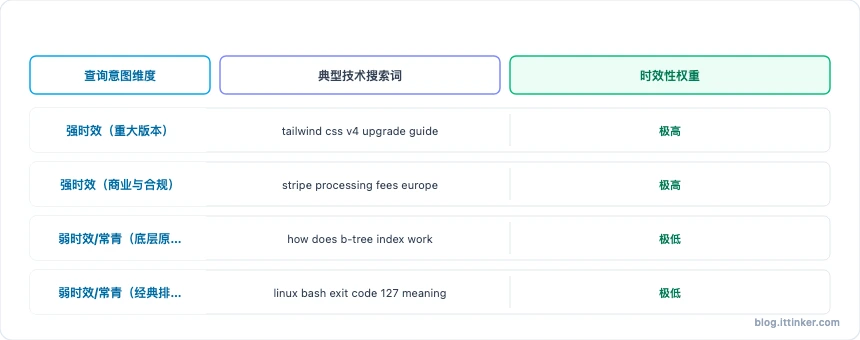 查询意图维度
典型技术搜索词
时效性权重
强时效（重大版本）
tailwind css v4 upgrade guide
极高
强时效（商业与合规）
stripe processing fees europe
极高
弱时效/常青（底层原...
how does b-tree index work
极低
弱时效/常青（经典排...
linux bash exit code 127 meaning
极低
blog.ittinker.com